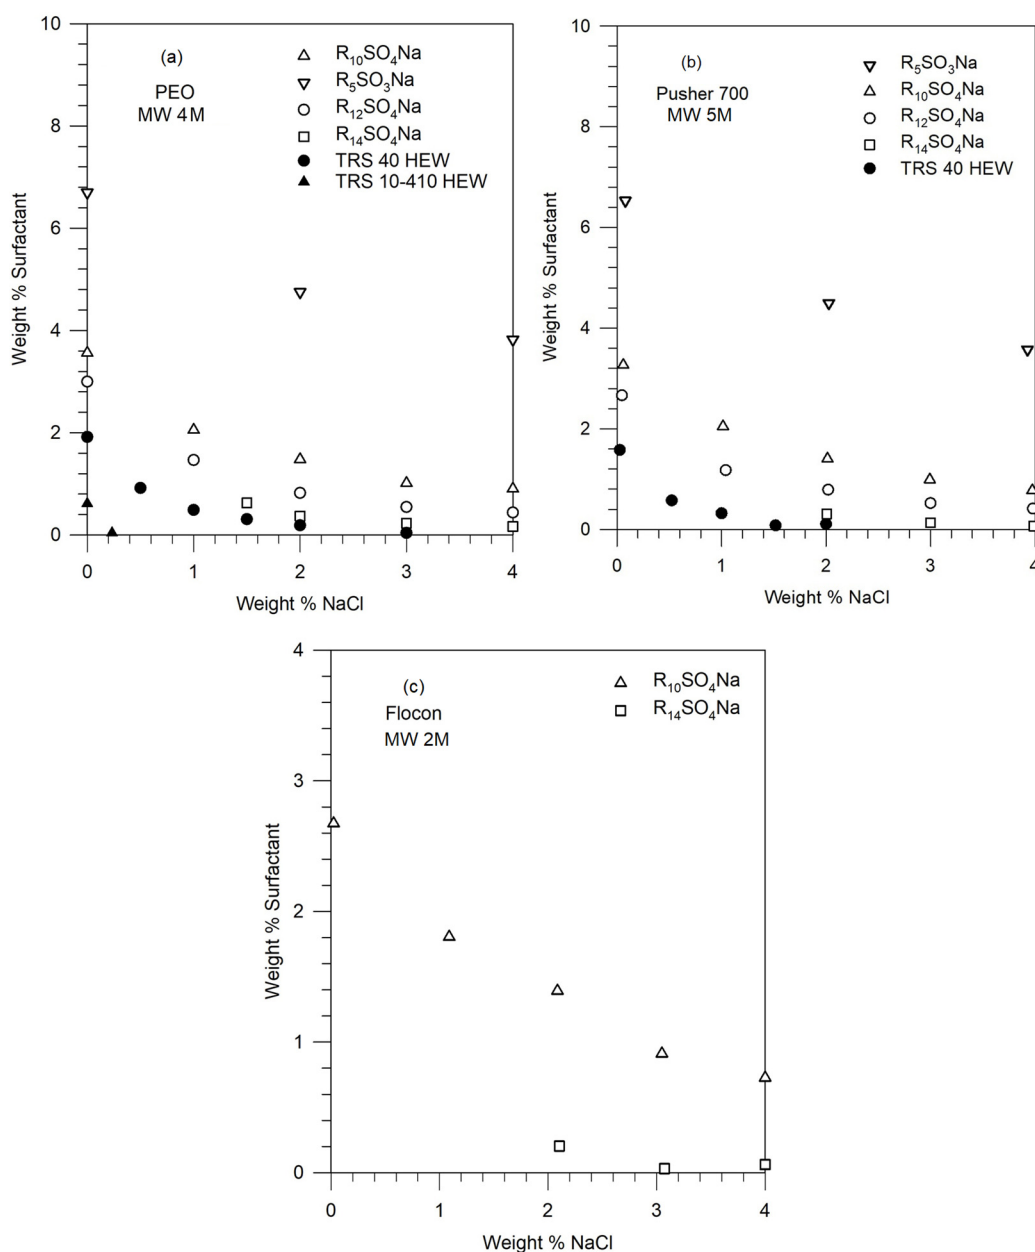 (a)
PEO
MW 4M
R₁₀SO₄Na
R₅SO₃Na
R₁₂SO₄Na
R₁₄SO₄Na
TRS 40 HEW
TRS 10-410 HEW
Weight % Surfactant
10
8
6
4
2
0
0 1 2 3 4
Weight % NaCl
(b)
Pusher 700
MW 5M
R₅SO₃Na
R₁₀SO₄Na
R₁₂SO₄Na
R₁₄SO₄Na
TRS 40 HEW
Weight % Surfactant
10
8
6
4
2
0
0 1 2 3 4
Weight % NaCl
(c)
Flocon
MW 2M
R₁₀SO₄Na
R₁₄SO₄Na
Weight % Surfactant
4
3
2
1
0
0 1 2 3 4
Weight % NaCl